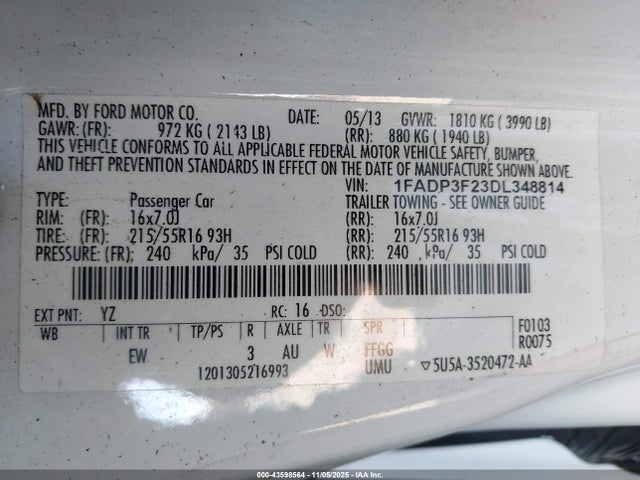 MFD. BY FORD MOTOR CO. DATE: 05/13 GVWR: 1810 KG ( 3990 LB)
GAWR: (FR): 972 KG ( 2143 LB) (RR): 880 KG ( 1940 LB)
THIS VEHICLE CONFORMS TO ALL APPLICABLE FEDERAL MOTOR VEHICLE SAFETY, BUMPER,
AND THEFT PREVENTION STANDARDS IN EFFECT ON THE DATE OF MANUFACTURE SHOWN ABOVE.
VIN: 1FADP3F23DL348814
TYPE: Passenger Car TRAILER TOWING - SEE OWNER GUIDE
RIM: (FR): 16x7.0J (RR): 16x7.0J
TIRE: (FR): 215/55R16 93H (RR): 215/55R16 93H
PRESSURE: (FR): 240 kPa/ 35 PSI COLD (RR): 240 kPa/ 35 PSI COLD
EXT PNT: YZ RC: 16 DSO:
WB INT TR TP/PS R AXLE TR SPR F0103
EW 3 AU W FFGG R0075
1201305216993 UMU ▽5U5A-3520472-AA
000-43598564 | 11/05/2025 - IAA Inc.